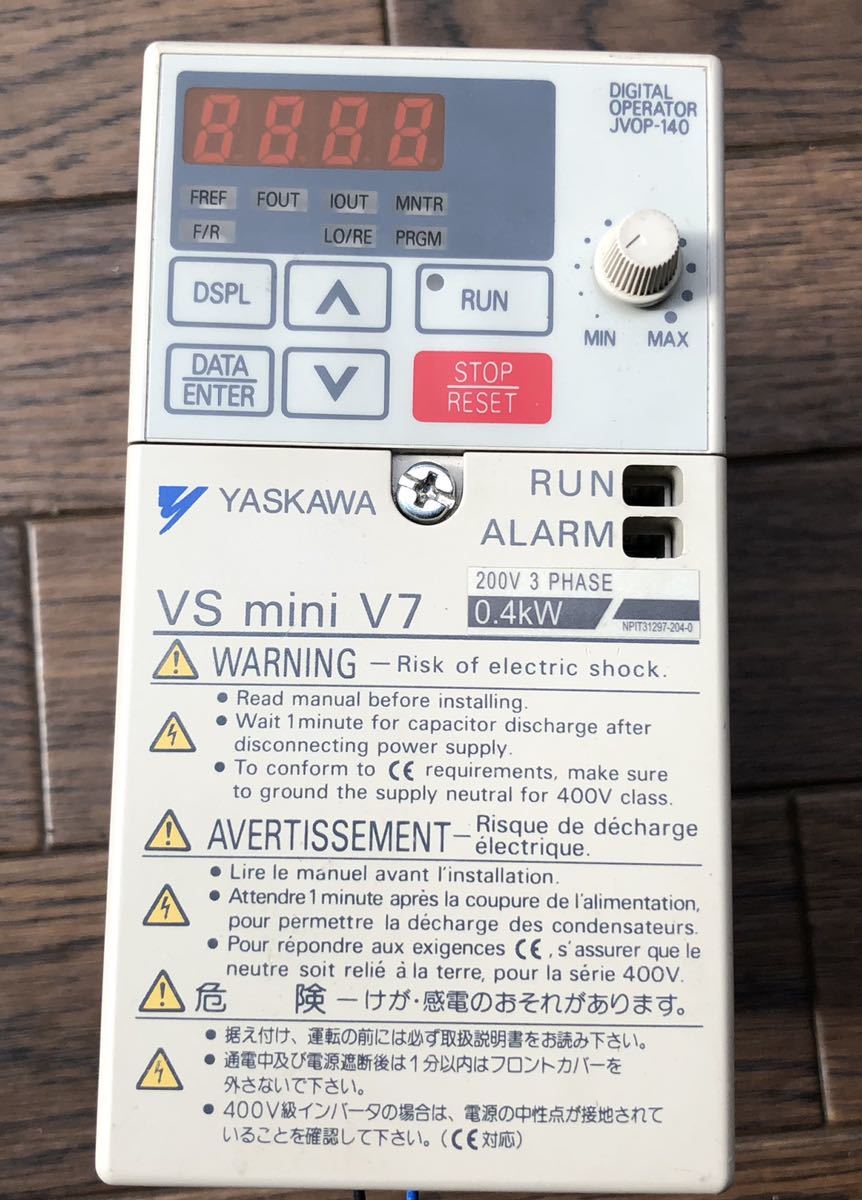 8888
DIGITAL
OPERATOR
JVOP-140
FREF FOUT IOUT MNTR
F/R LO/RE PRGM
DSPL
RUN
DATA
ENTER
STOP
RESET
MIN MAX
YASKAWA
RUN
ALARM
VS mini V7
200V 3 PHASE
0.4kW
NPIT31297-204-0
WARNING — Risk of electric shock.
● Read manual before installing.
● Wait 1 minute for capacitor discharge after
disconnecting power supply.
● To conform to CE requirements, make sure
to ground the supply neutral for 400V class.
AVERTISSEMENT — Risque de décharge
électrique.
● Lire le manuel avant l'installation.
● Attendre 1 minute après la coupure de l'alimentation,
pour permettre la décharge des condensateurs.
● Pour répondre aux exigences CE, s'assurer que le
neutre soit relié à la terre, pour la série 400V.
危 険 — けが・感電のおそれがあります。
● 据え付け、運転の前には必ず取扱説明書をお読み下さい。
● 通電中及び電源遮断後は1分以内はフロントカバーを
外さないで下さい。
● 400V級インバータの場合は、電源の中性点が接地されて
いることを確認して下さい。(CE対応)